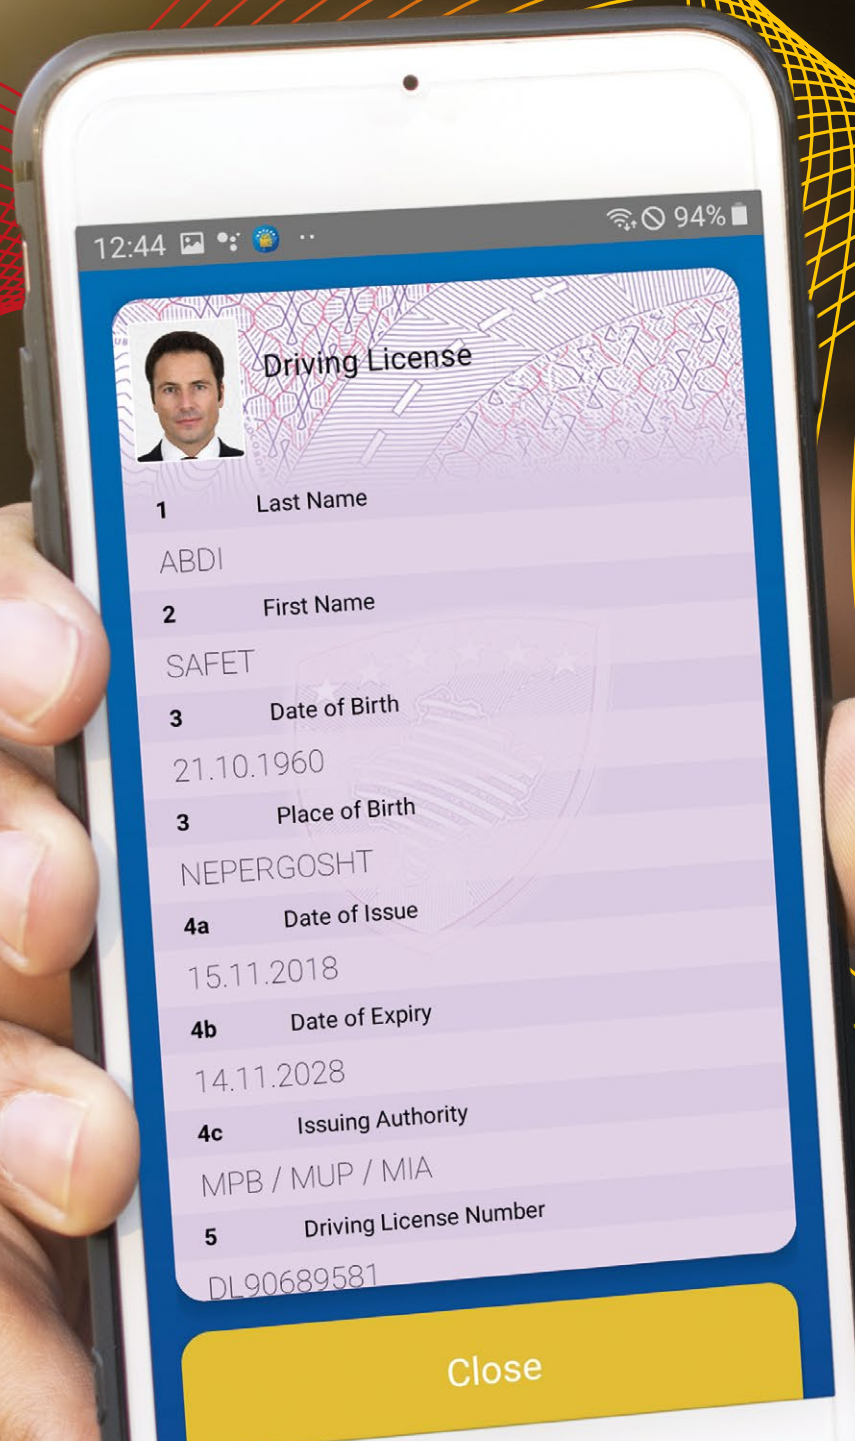 12:44
94%
Driving License
1 Last Name
ABDI
2 First Name
SAFET
3 Date of Birth
21.10.1960
3 Place of Birth
NEPERGOSHT
4a Date of Issue
15.11.2018
4b Date of Expiry
14.11.2028
4c Issuing Authority
MPB / MUP / MIA
5 Driving License Number
DL90689581
Close